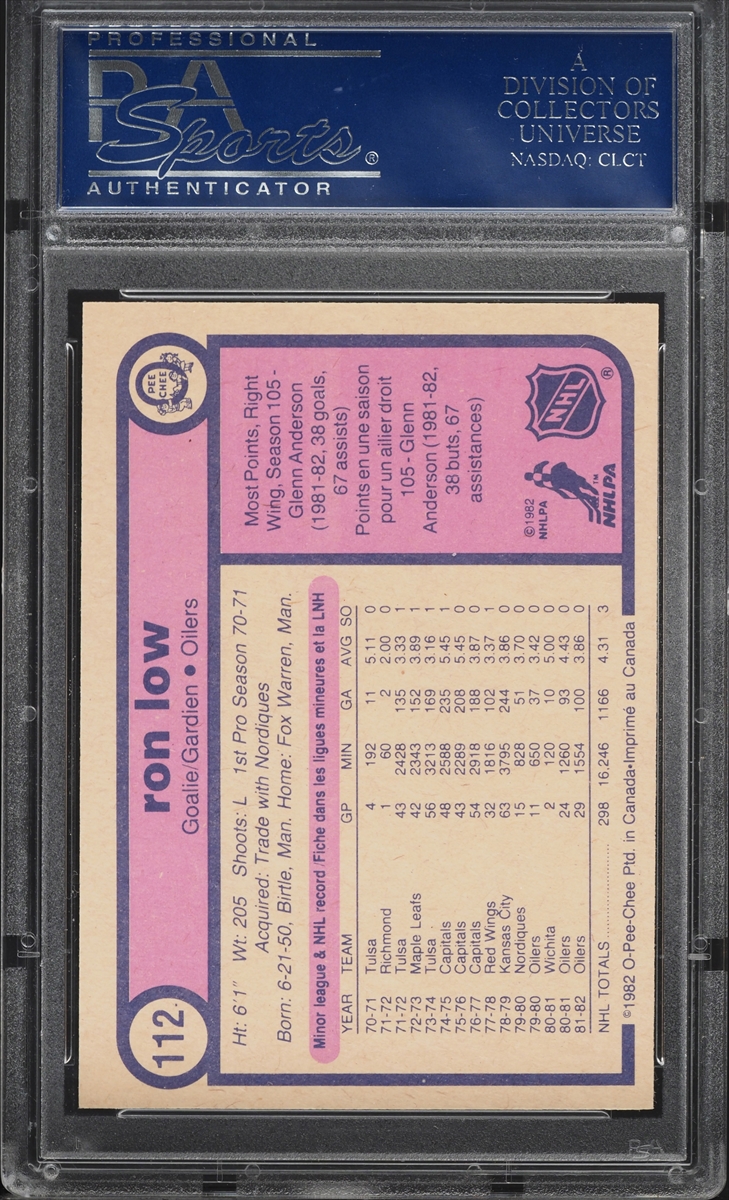 PROFESSIONAL
PSA
Sports®
AUTHENTICATOR
A
DIVISION OF
COLLECTORS
UNIVERSE
NASDAQ: CLCT
112
ron low
Goalie/Gardien • Oilers
O PEE CHEE
Ht: 6'1" Wt: 205 Shoots: L 1st Pro Season 70-71
Acquired: Trade with Nordiques
Born: 6-21-50, Birtle, Man. Home: Fox Warren, Man.
Minor league & NHL record/Fiche dans les ligues mineures et la LNH
YEAR TEAM GP MIN GA AVG SO
70-71 Tulsa 4 192 11 5.11 0
71-72 Richmond 1 60 2 2.00 0
71-72 Tulsa 43 2428 135 3.33 1
72-73 Maple Leafs 42 2343 152 3.89 1
73-74 Tulsa 56 3213 169 3.16 1
74-75 Capitals 48 2588 235 5.45 1
75-76 Capitals 43 2289 208 5.45 0
76-77 Capitals 54 2918 188 3.87 0
77-78 Red Wings 32 1816 102 3.37 1
78-79 Kansas City 63 3795 244 3.86 0
79-80 Nordiques 15 828 51 3.70 0
79-80 Oilers 11 650 37 3.42 0
80-81 Wichita 2 120 10 5.00 0
80-81 Oilers 24 1260 93 4.43 0
81-82 Oilers 29 1554 100 3.86 0
NHL TOTALS .................. 298 16,246 1166 4.31 3
©1982 O-Pee-Chee Ptd. in Canada•Imprimé au Canada
Most Points, Right
Wing, Season 105 -
Glenn Anderson
(1981-82, 38 goals,
67 assists)
Points en une saison
pour un ailier droit
105 - Glenn
Anderson (1981-82,
38 buts, 67
assistances)
©1982
NHLPA
NHLPA™
NHL®
PSA